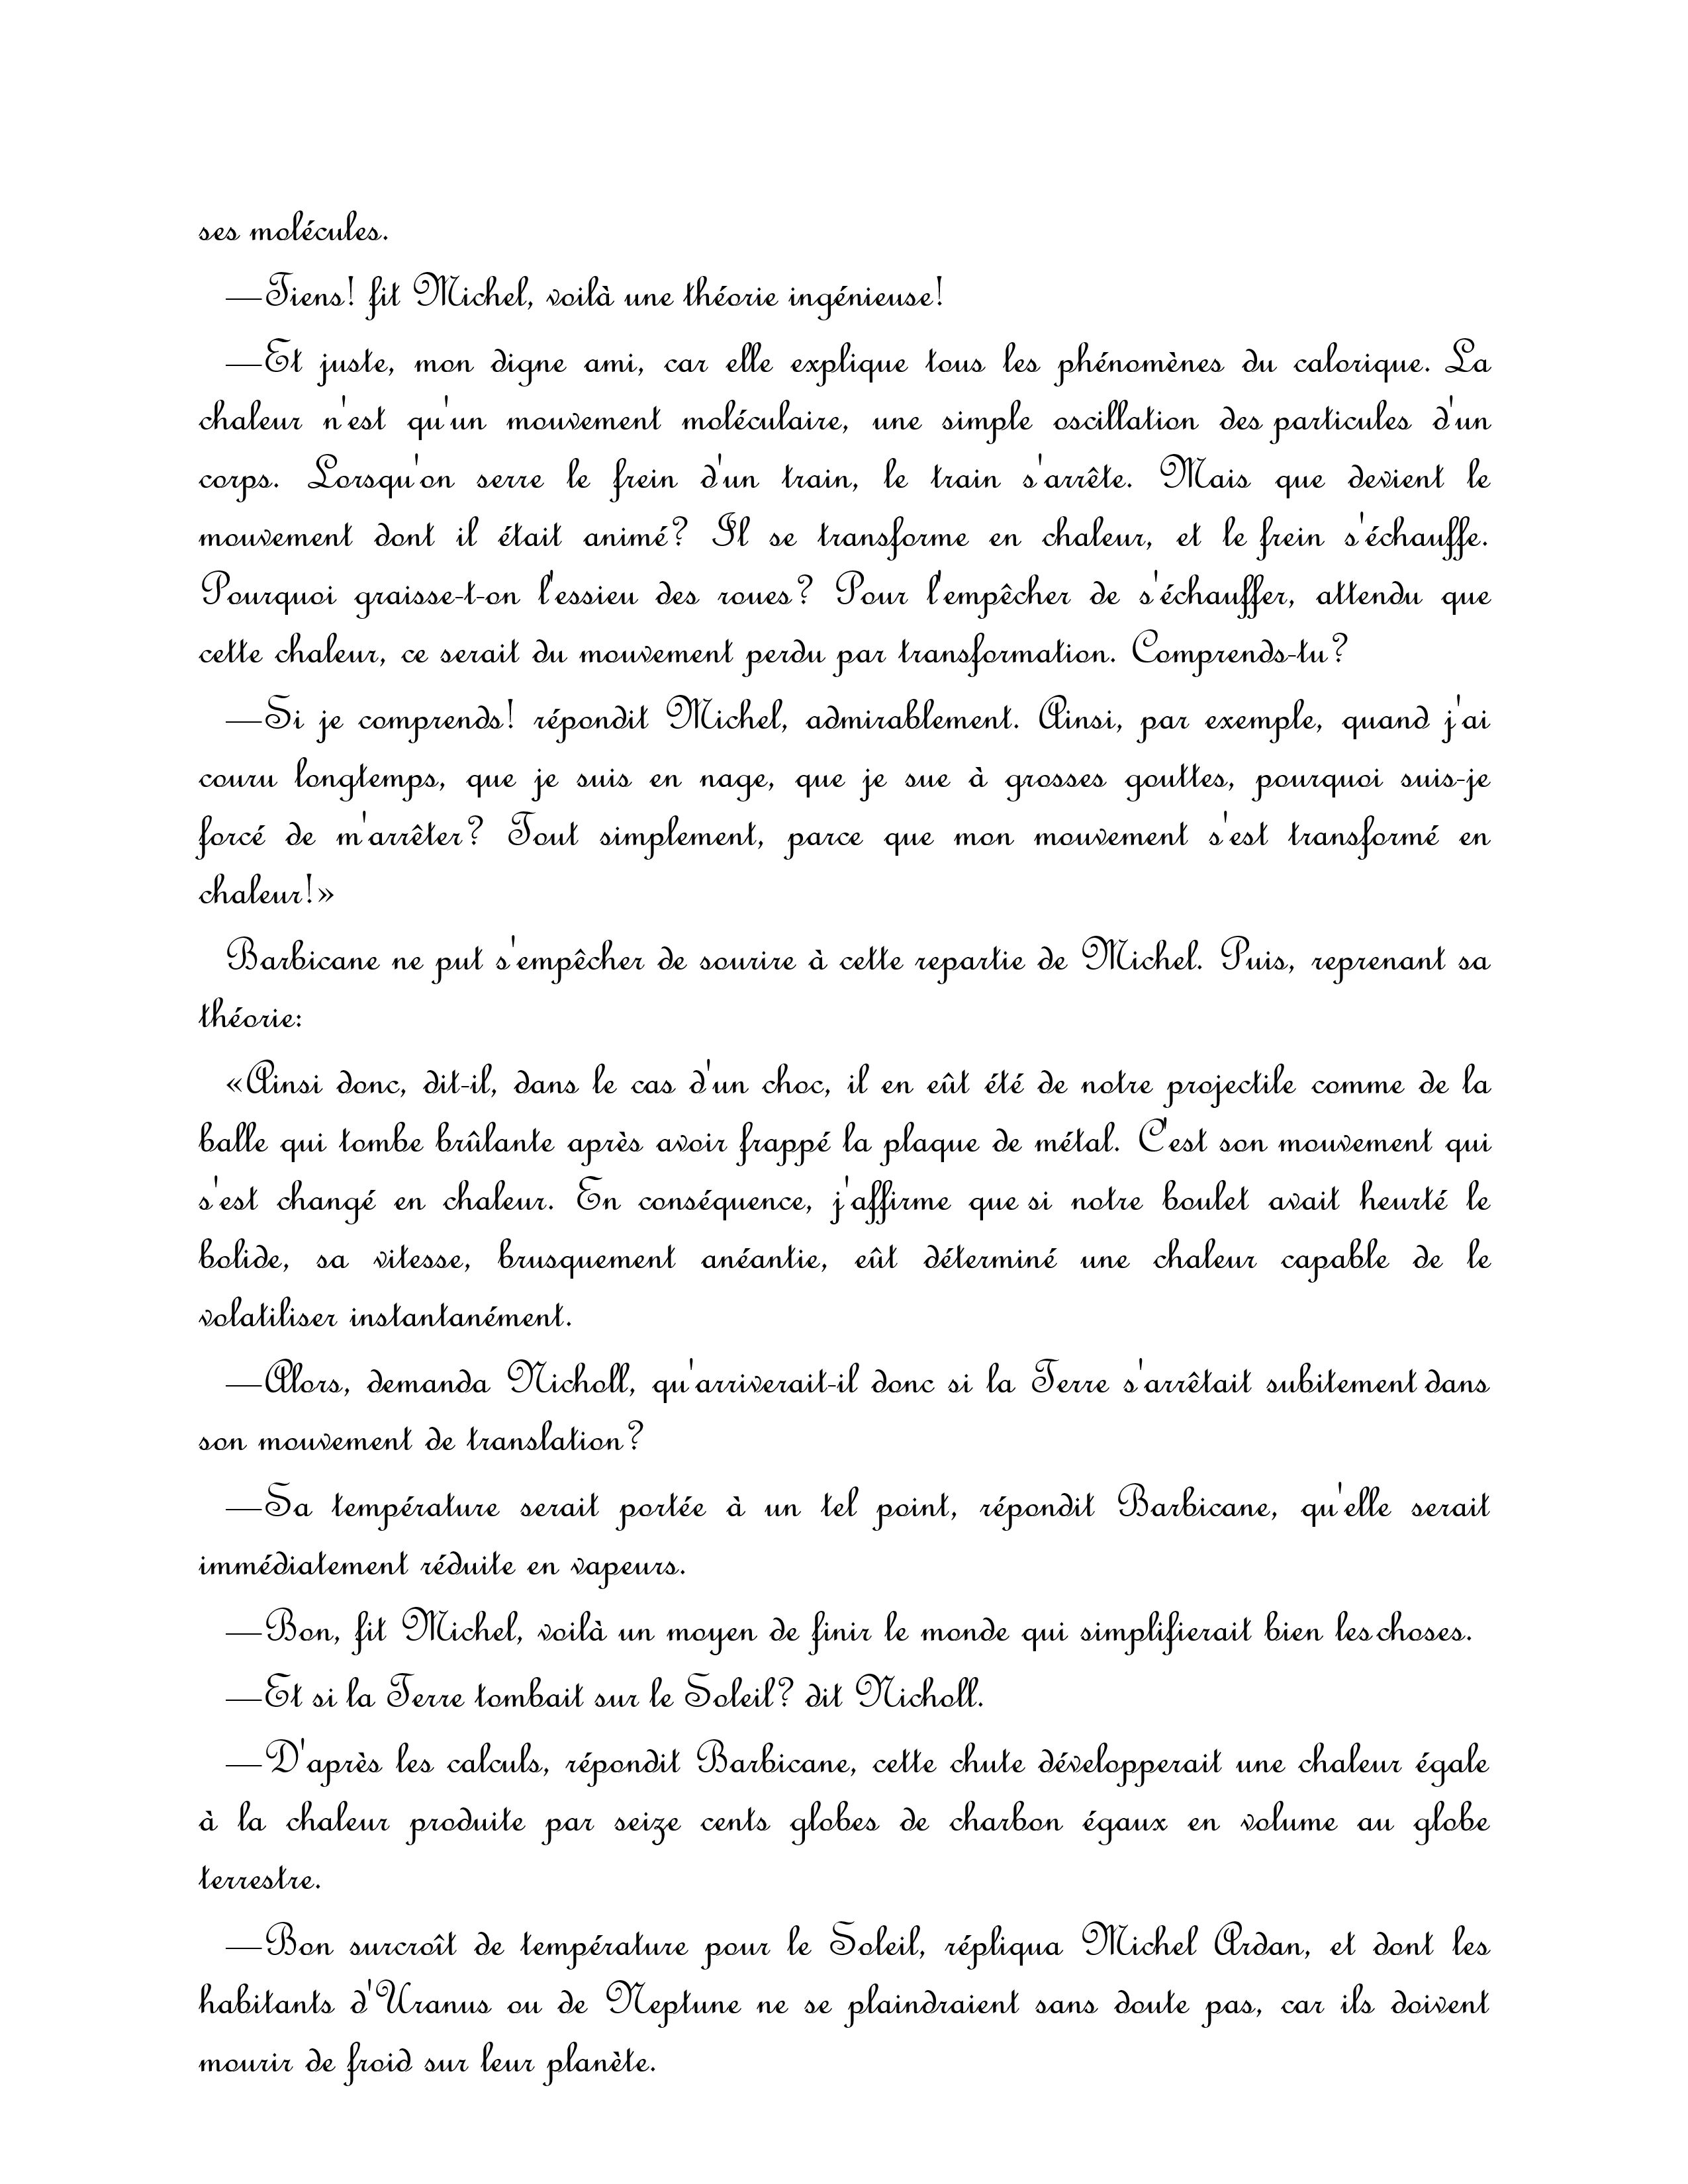 ses molécules.
—Tiens! fit Michel, voilà une théorie ingénieuse!
—Et juste, mon digne ami, car elle explique tous les phénomènes du calorique. La
chaleur n'est qu'un mouvement moléculaire, une simple oscillation des particules d'un
corps. Lorsqu'on serre le frein d'un train, le train s'arrête. Mais que devient le
mouvement dont il était animé? Il se transforme en chaleur, et le frein s'échauffe.
Pourquoi graisse-t-on l'essieu des roues? Pour l'empêcher de s'échauffer, attendu que
cette chaleur, ce serait du mouvement perdu par transformation. Comprends-tu?
—Si je comprends! répondit Michel, admirablement. Ainsi, par exemple, quand j'ai
couru longtemps, que je suis en nage, que je sue à grosses gouttes, pourquoi suis-je
forcé de m'arrêter? Tout simplement, parce que mon mouvement s'est transformé en
chaleur!»
Barbicane ne put s'empêcher de sourire à cette repartie de Michel. Puis, reprenant sa
théorie:
«Ainsi donc, dit-il, dans le cas d'un choc, il en eût été de notre projectile comme de la
balle qui tombe brûlante après avoir frappé la plaque de métal. C'est son mouvement qui
s'est changé en chaleur. En conséquence, j'affirme que si notre boulet avait heurté le
bolide, sa vitesse, brusquement anéantie, eût déterminé une chaleur capable de le
volatiliser instantanément.
—Alors, demanda Nicholl, qu'arriverait-il donc si la Terre s'arrêtait subitement dans
son mouvement de translation?
—Sa température serait portée à un tel point, répondit Barbicane, qu'elle serait
immédiatement réduite en vapeurs.
—Bon, fit Michel, voilà un moyen de finir le monde qui simplifierait bien les choses.
—Et si la Terre tombait sur le Soleil? dit Nicholl.
—D'après les calculs, répondit Barbicane, cette chute développerait une chaleur égale
à la chaleur produite par seize cents globes de charbon égaux en volume au globe
terrestre.
—Bon surcroît de température pour le Soleil, répliqua Michel Ardan, et dont les
habitants d'Uranus ou de Neptune ne se plaindraient sans doute pas, car ils doivent
mourir de froid sur leur planète.